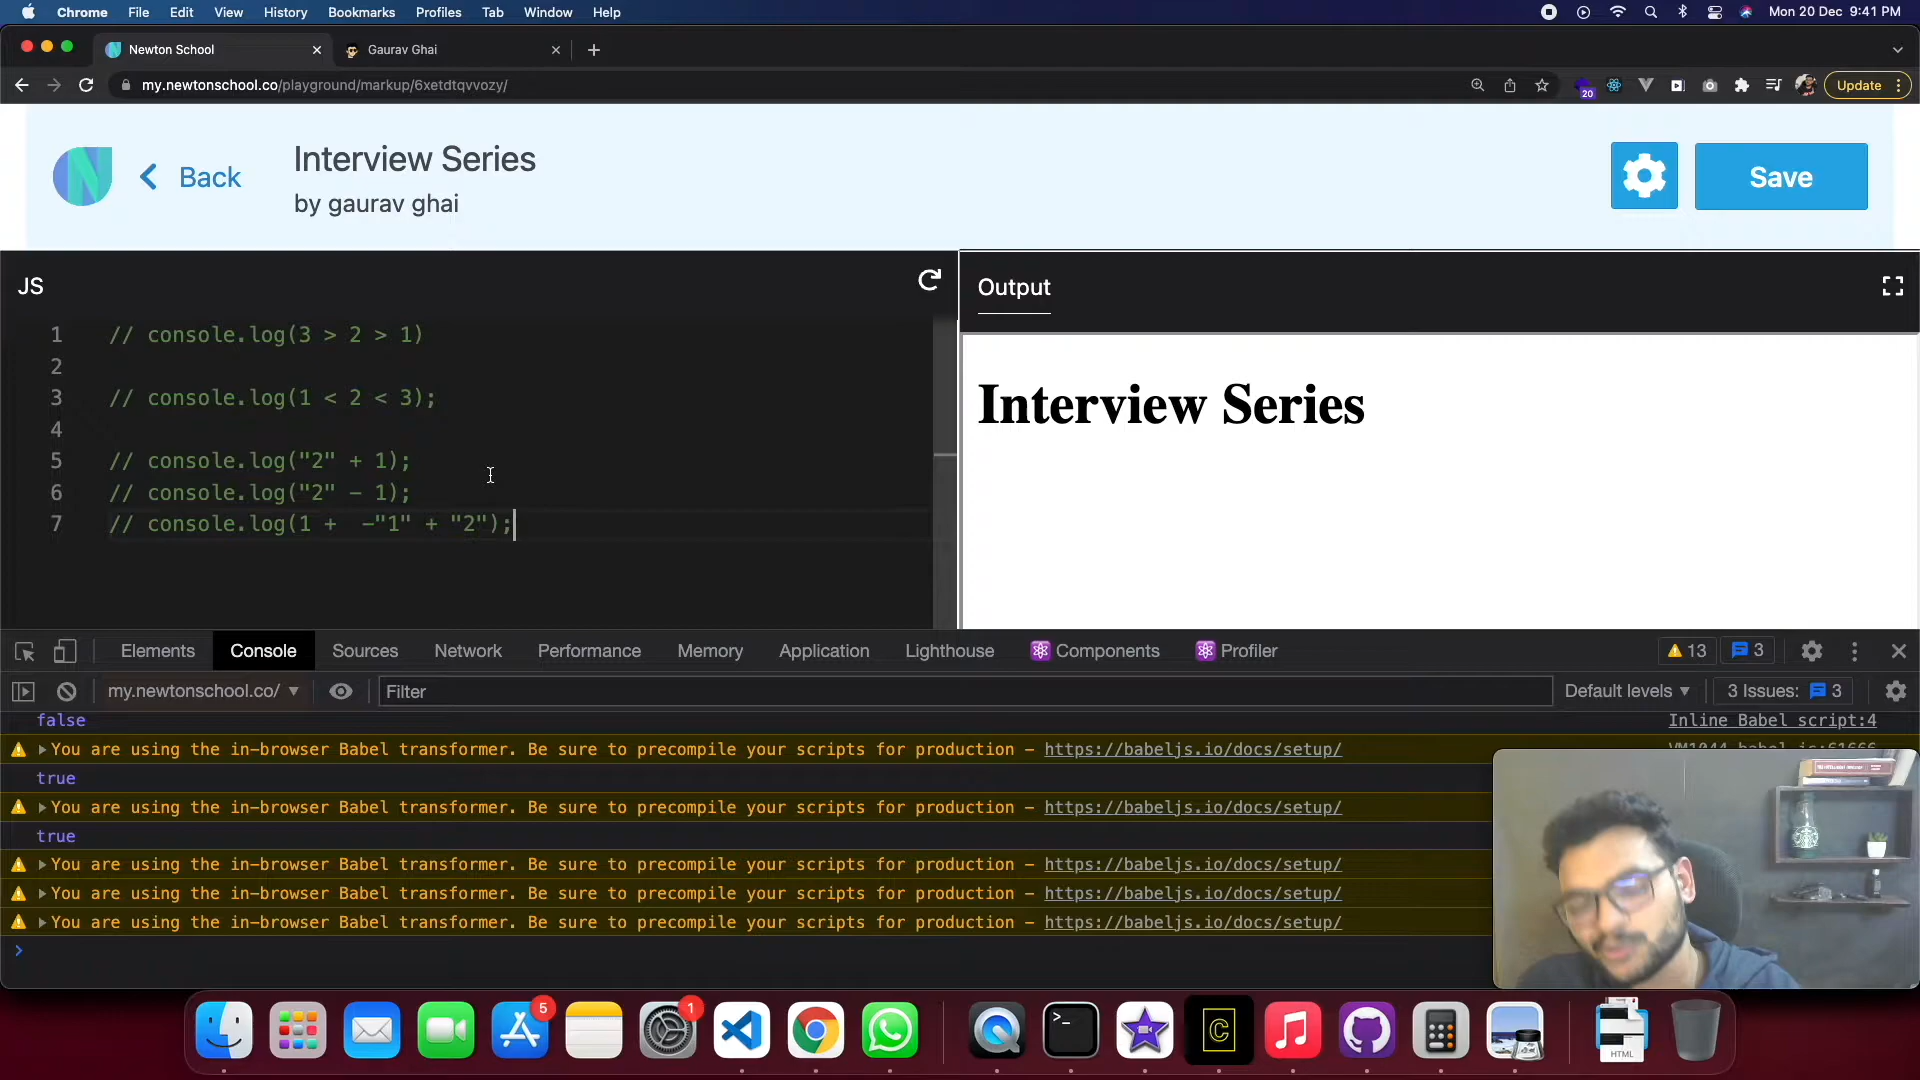 Chrome File Edit View History Bookmarks Profiles Tab Window Help Mon 20 Dec 9:41 PM
Newton School Gaurav Ghai
my.newtonschool.co/playground/markup/6xetdtqvvozy/ 20 Update
Back
Interview Series
by gaurav ghai
Save
JS
Output
1 // console.log(3 > 2 > 1)
2
3 // console.log(1 < 2 < 3);
4
5 // console.log("2" + 1);
6 // console.log("2" - 1);
7 // console.log(1 +  -"1" + "2");
Interview Series
Elements Console Sources Network Performance Memory Application Lighthouse Components Profiler 13 3
my.newtonschool.co/ Filter Default levels 3 Issues: 3
false Inline Babel script:4
You are using the in-browser Babel transformer. Be sure to precompile your scripts for production – https://babeljs.io/docs/setup/
true
You are using the in-browser Babel transformer. Be sure to precompile your scripts for production – https://babeljs.io/docs/setup/
true
You are using the in-browser Babel transformer. Be sure to precompile your scripts for production – https://babeljs.io/docs/setup/
You are using the in-browser Babel transformer. Be sure to precompile your scripts for production – https://babeljs.io/docs/setup/
You are using the in-browser Babel transformer. Be sure to precompile your scripts for production – https://babeljs.io/docs/setup/
5 1
HTML